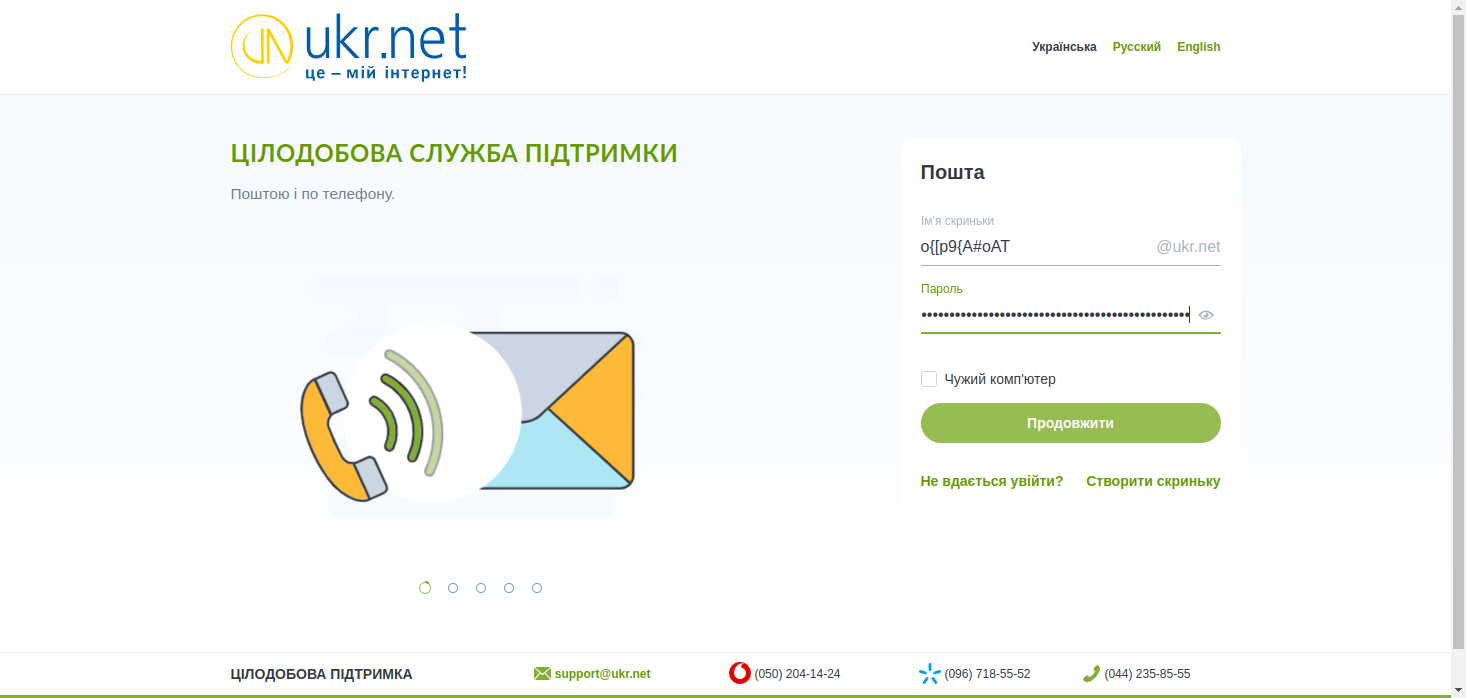 ukr.net
це – мій інтернет!
Українська Русский English
ЦІЛОДОБОВА СЛУЖБА ПІДТРИМКИ
Поштою і по телефону.
Пошта
Ім'я скриньки
o{[p9{A#oAT @ukr.net
Пароль
Чужий комп'ютер
Продовжити
Не вдається увійти? Створити скриньку
ЦІЛОДОБОВА ПІДТРИМКА support@ukr.net (050) 204-14-24 (096) 718-55-52 (044) 235-85-55